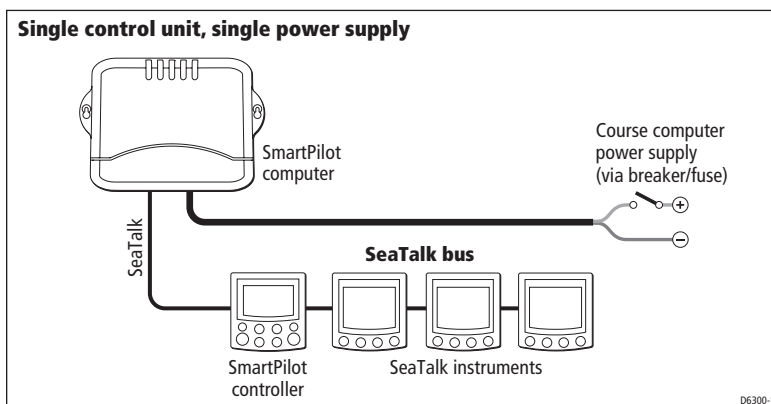 Single control unit, single power supply
SmartPilot
computer
Course computer
power supply
(via breaker/fuse)
+
−
SeaTalk
SeaTalk bus
SmartPilot
controller
SeaTalk instruments
D6300-